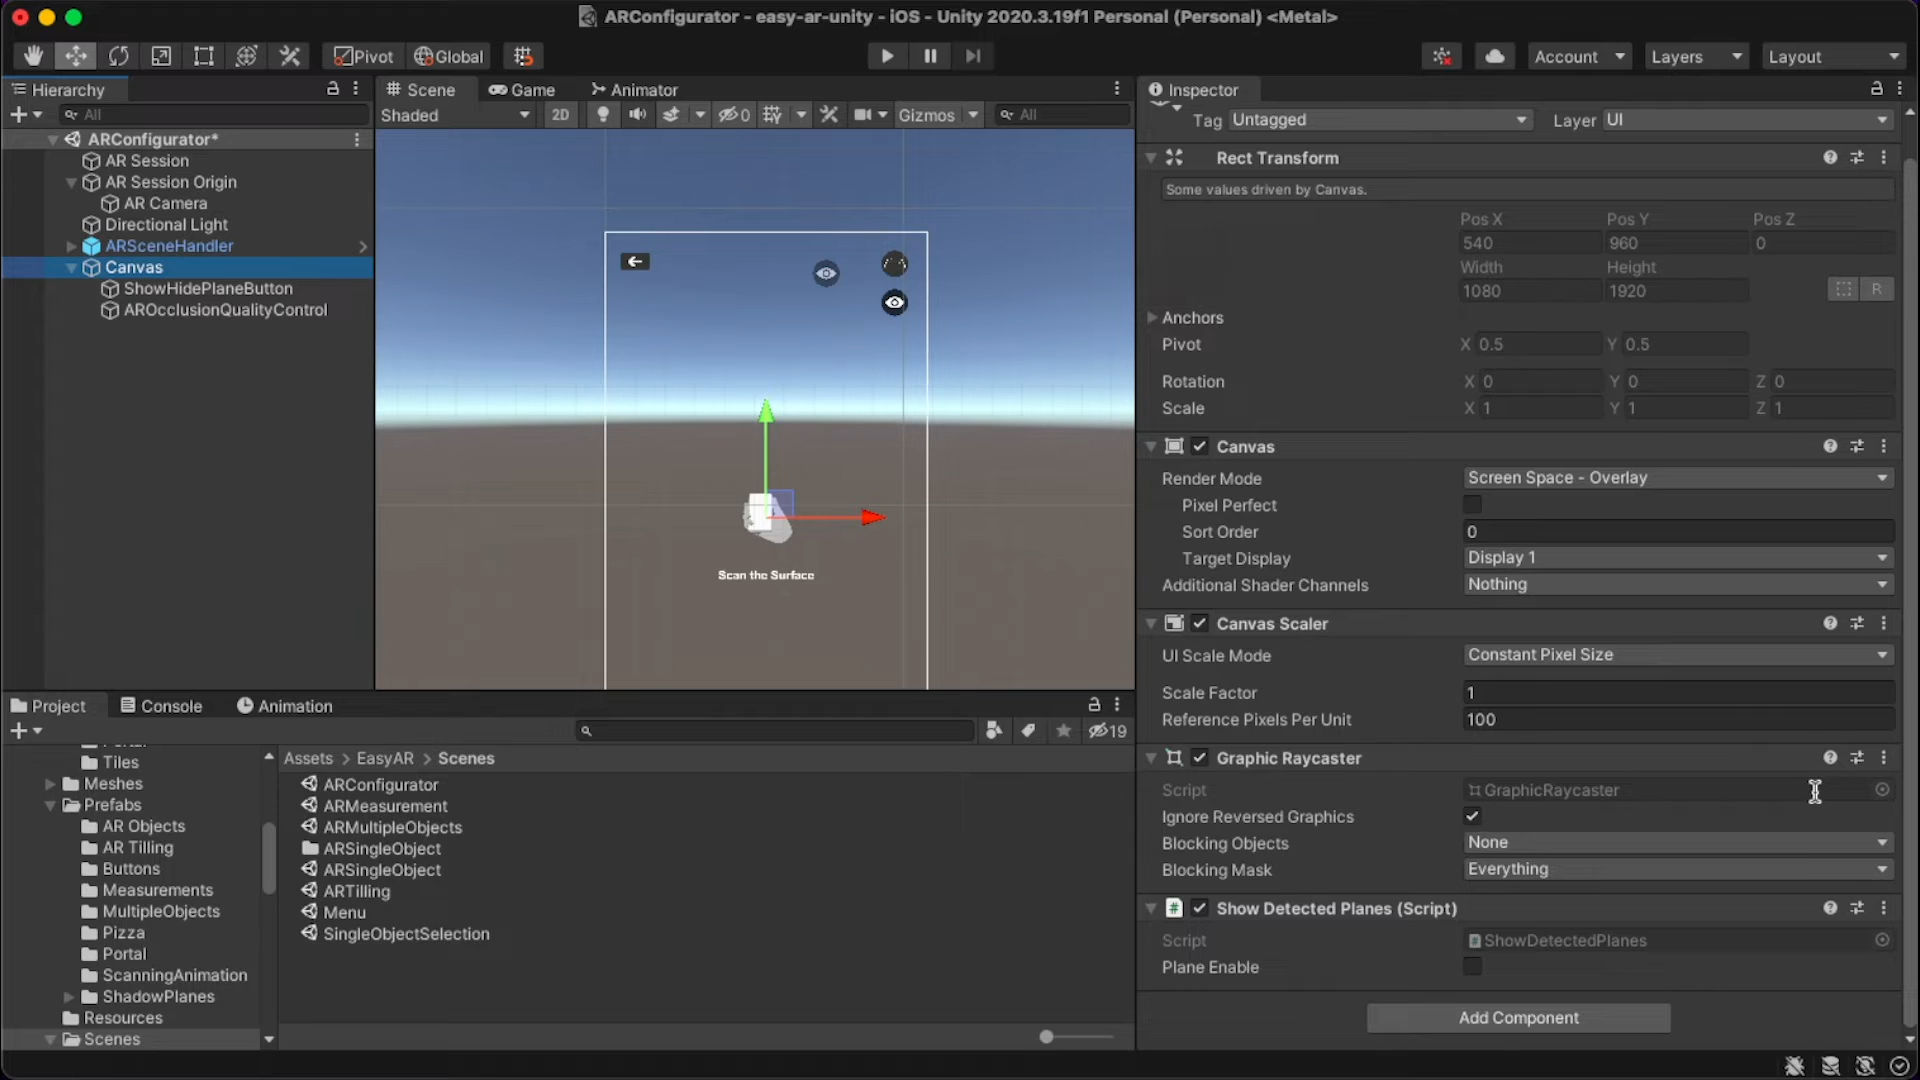 ARConfigurator - easy-ar-unity - iOS - Unity 2020.3.19f1 Personal (Personal) <Metal>
Pivot Global Account Layers Layout
Hierarchy
All
ARConfigurator*
AR Session
AR Session Origin
AR Camera
Directional Light
ARSceneHandler
Canvas
ShowHidePlaneButton
AROcclusionQualityControl
Scene Game Animator
Shaded 2D 0 Gizmos All
Scan the Surface
Inspector
Tag Untagged Layer UI
Rect Transform
Some values driven by Canvas.
Pos X Pos Y Pos Z
540 960 0
Width Height
1080 1920 R
Anchors
Pivot X 0.5 Y 0.5
Rotation X 0 Y 0 Z 0
Scale X 1 Y 1 Z 1
Canvas
Render Mode Screen Space - Overlay
Pixel Perfect
Sort Order 0
Target Display Display 1
Additional Shader Channels Nothing
Canvas Scaler
UI Scale Mode Constant Pixel Size
Scale Factor 1
Reference Pixels Per Unit 100
Graphic Raycaster
Script GraphicRaycaster
Ignore Reversed Graphics
Blocking Objects None
Blocking Mask Everything
# Show Detected Planes (Script)
Script ShowDetectedPlanes
Plane Enable
Add Component
Project Console Animation
19
Tiles
Meshes
Prefabs
AR Objects
AR Tilling
Buttons
Measurements
MultipleObjects
Pizza
Portal
ScanningAnimation
ShadowPlanes
Resources
Scenes
Assets > EasyAR > Scenes
ARConfigurator
ARMeasurement
ARMultipleObjects
ARSingleObject
ARSingleObject
ARTilling
Menu
SingleObjectSelection